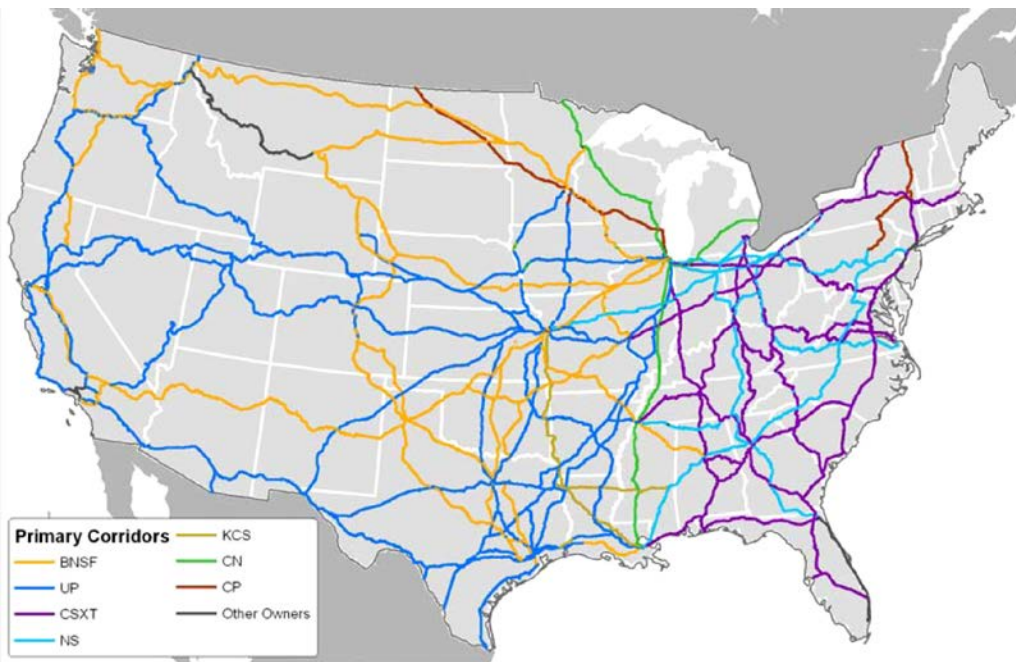 Primary Corridors
BNSF
UP
CSXT
NS
KCS
CN
CP
Other Owners